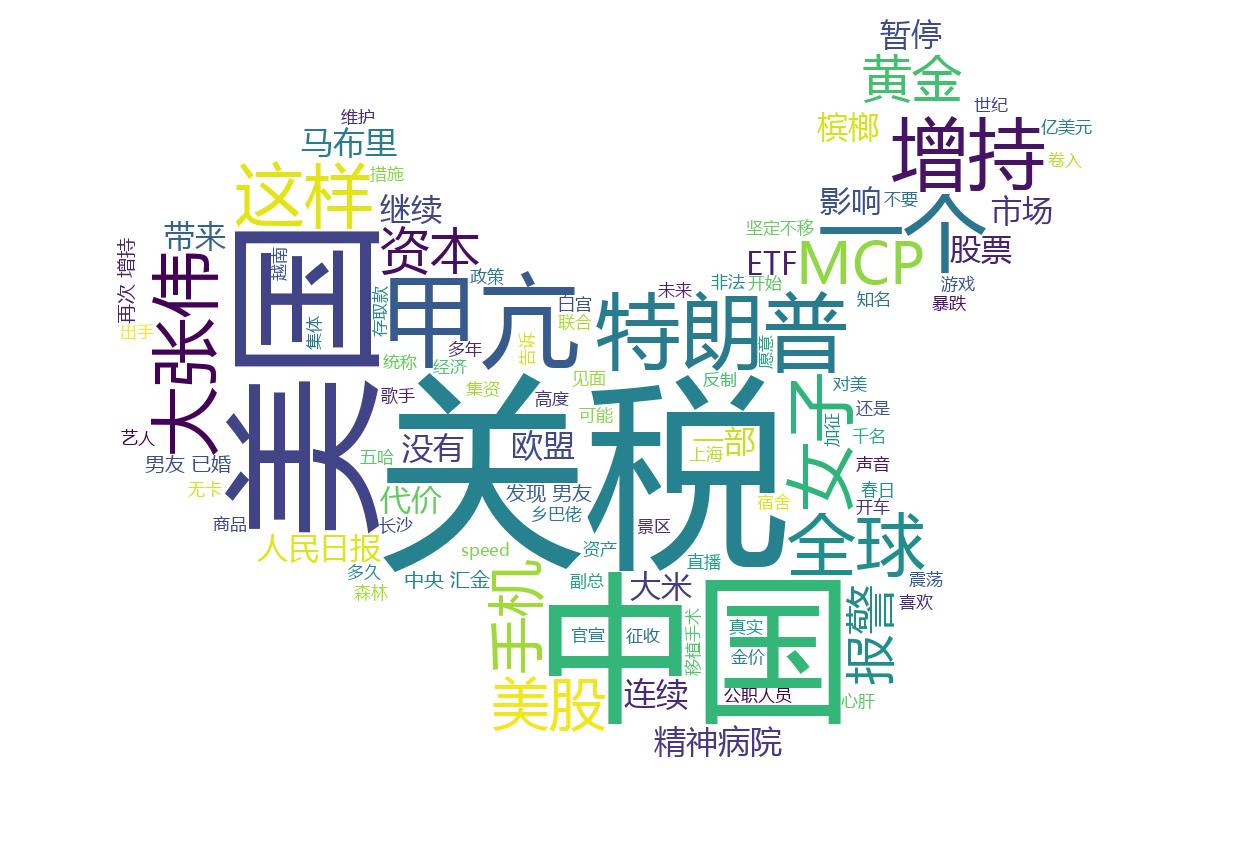 暂停
黄金
世纪
槟榔
增持
亿美元
卷入
维护
马布里
这样
措施
继续
影响
不要
一个
市场
带来
坚定不移
股票
再次 增持
大张伟
美国
越南
集体
资本
ETF
MCP
政策
存取款
甲亢
白宫
联合
未来
非法
开始
知名
游戏
暴跌
出手
特朗普
愿意
统称
多年
经济
告诉
歌手
集资
高度
见面
可能
反制
女子
对美
还是
加征
千名
艺人
男友 已婚
无卡
商品
五哈
没有
欧盟
关税
一部
上海
声音
春日
开车
代价
发现 男友
乡巴佬
宿舍
长沙
景区
人民日报
speed
资产
直播
全球
多久
森林
中央 汇金
副总
大米
震荡
喜欢
手机
中国
官宣
征收
移植手术
真实
金价
报警
美股
连续
公职人员
心肝
精神病院